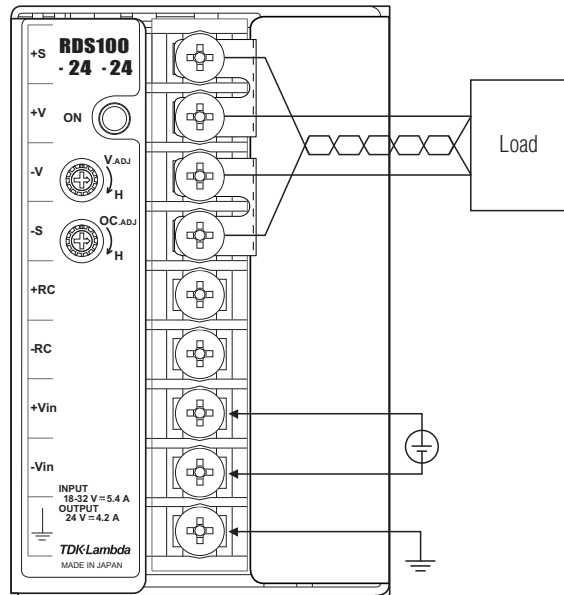 +S
RDS100
- 24 - 24
+V
ON
-V
V.ADJ
H
-S
OC.ADJ
H
+RC
-RC
+Vin
-Vin
INPUT
18-32 V⎓5.4 A
OUTPUT
24 V⎓4.2 A
TDK-Lambda
MADE IN JAPAN
Load